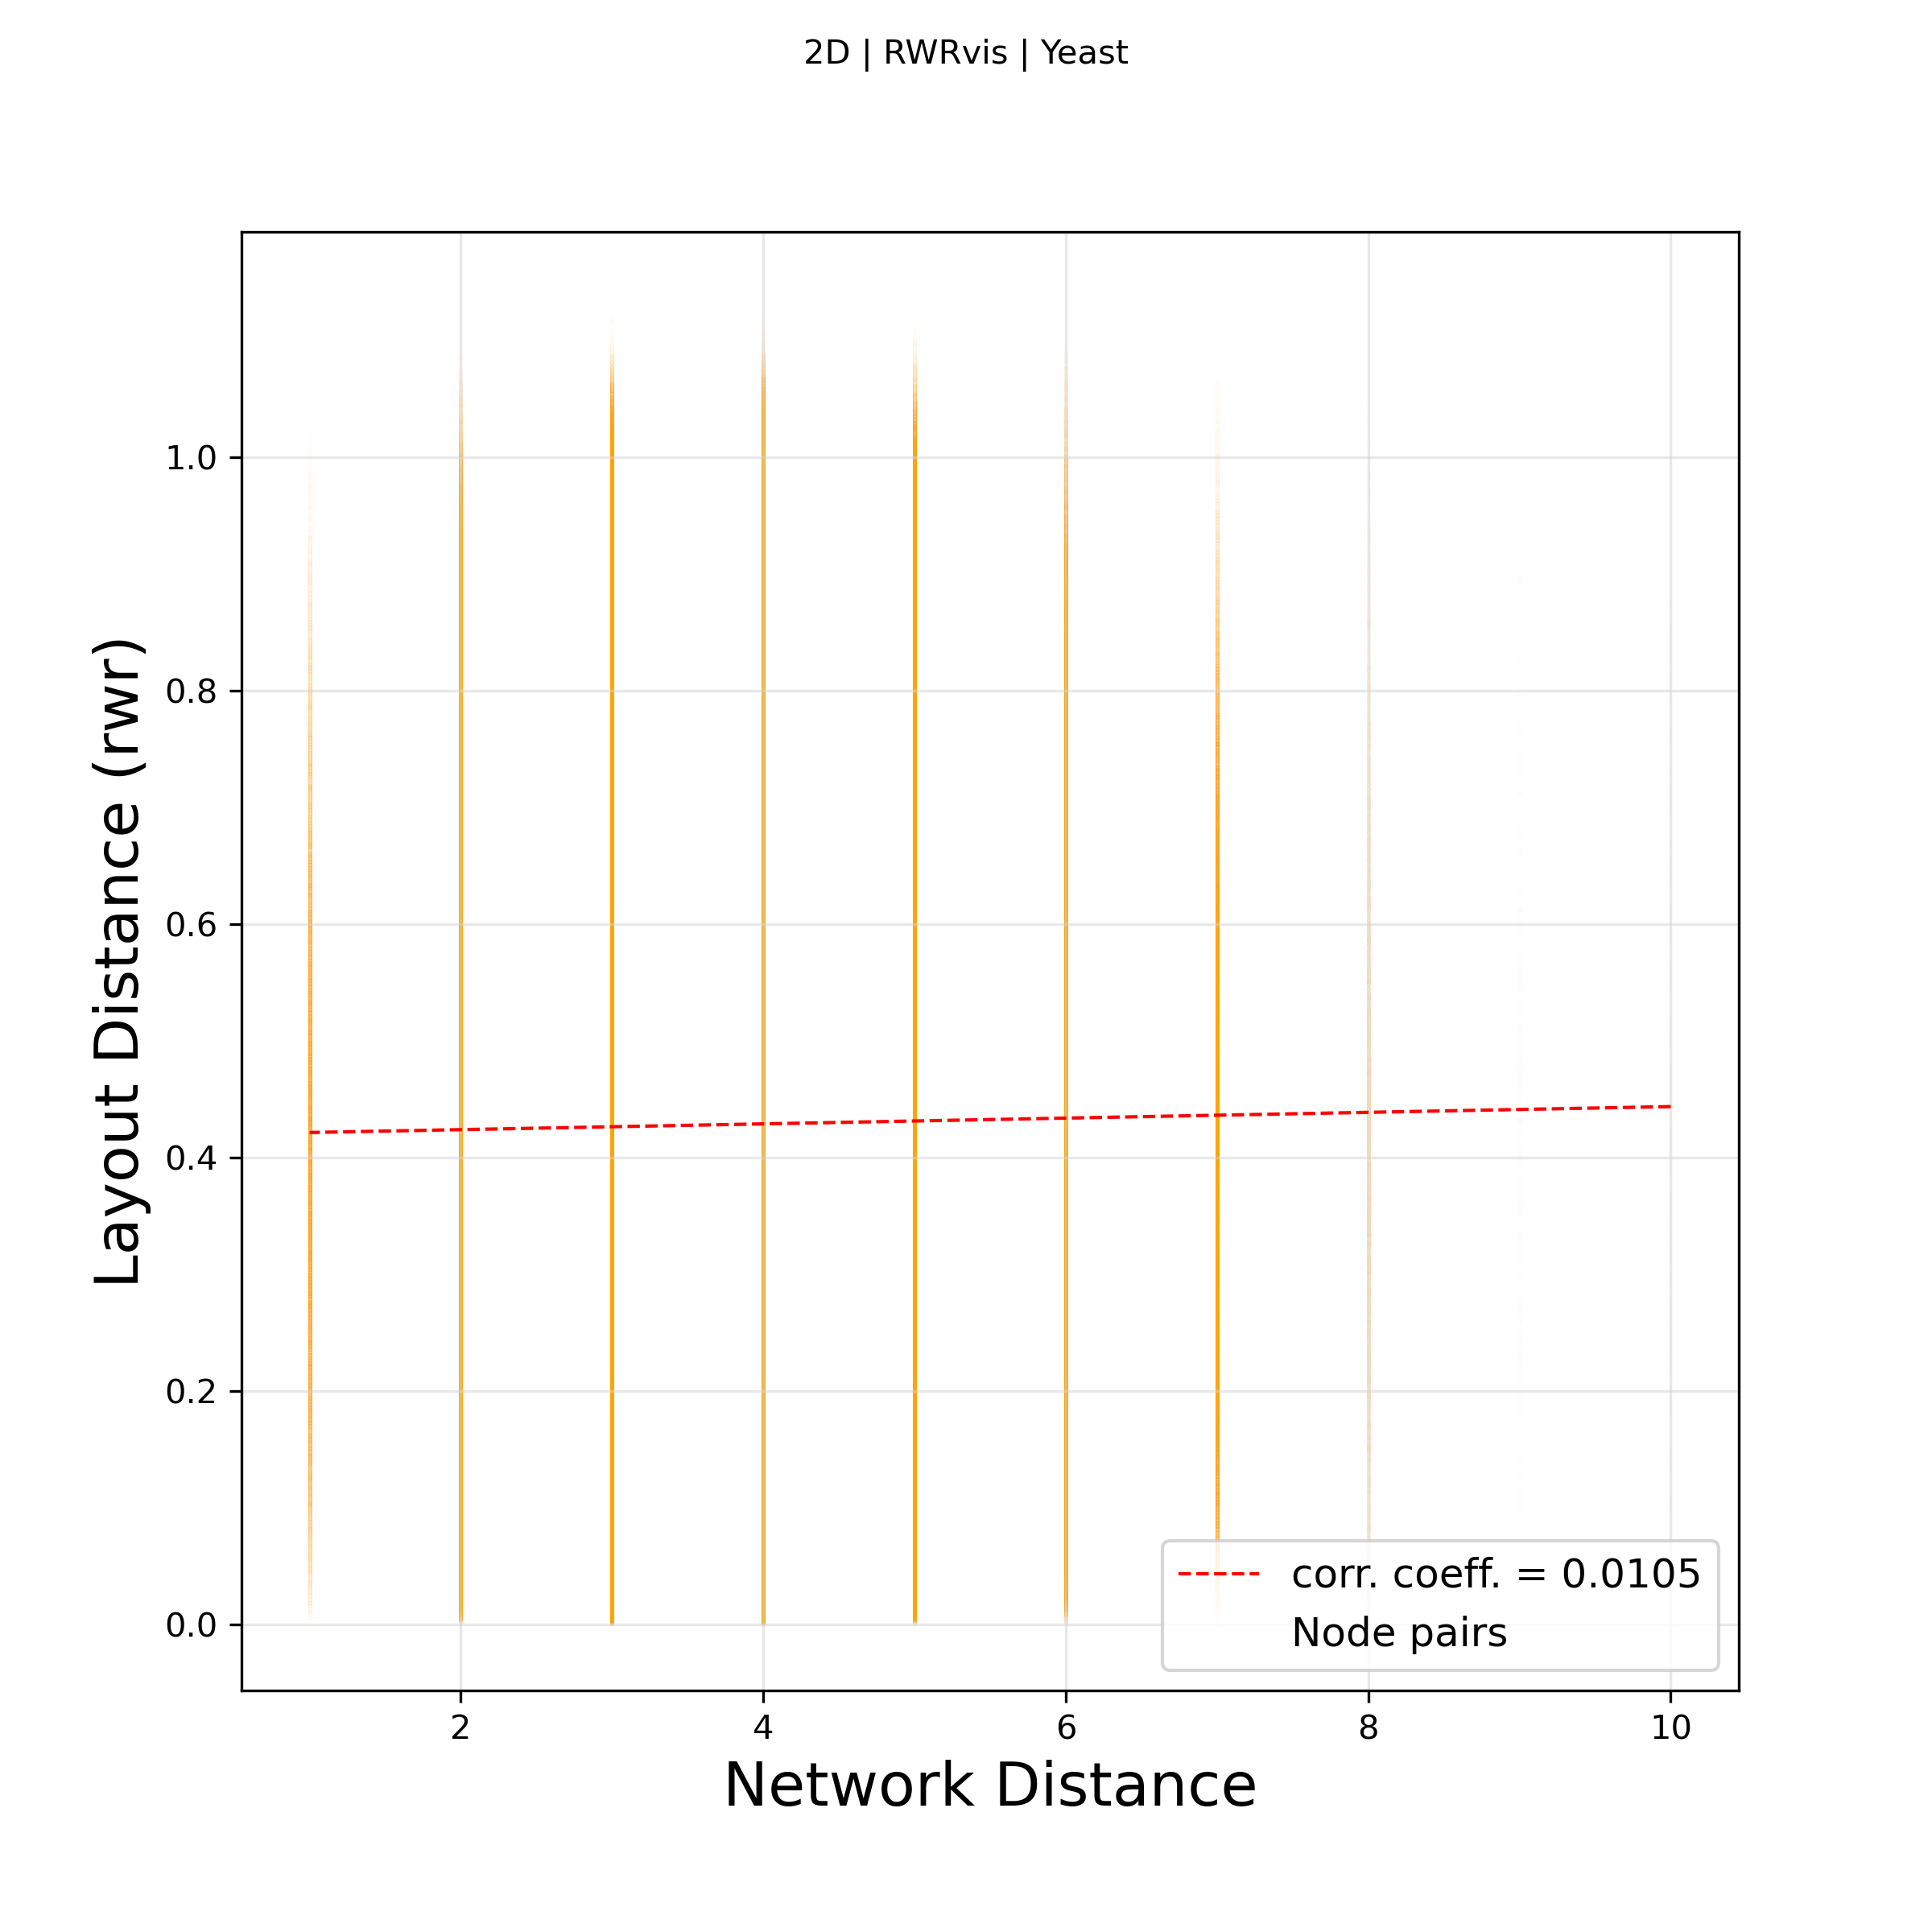 2D | RWRvis | Yeast
Layout Distance (rwr)
1.0
0.8
0.6
0.4
0.2
0.0
corr. coeff. = 0.0105
Node pairs
2 4 6 8 10
Network Distance